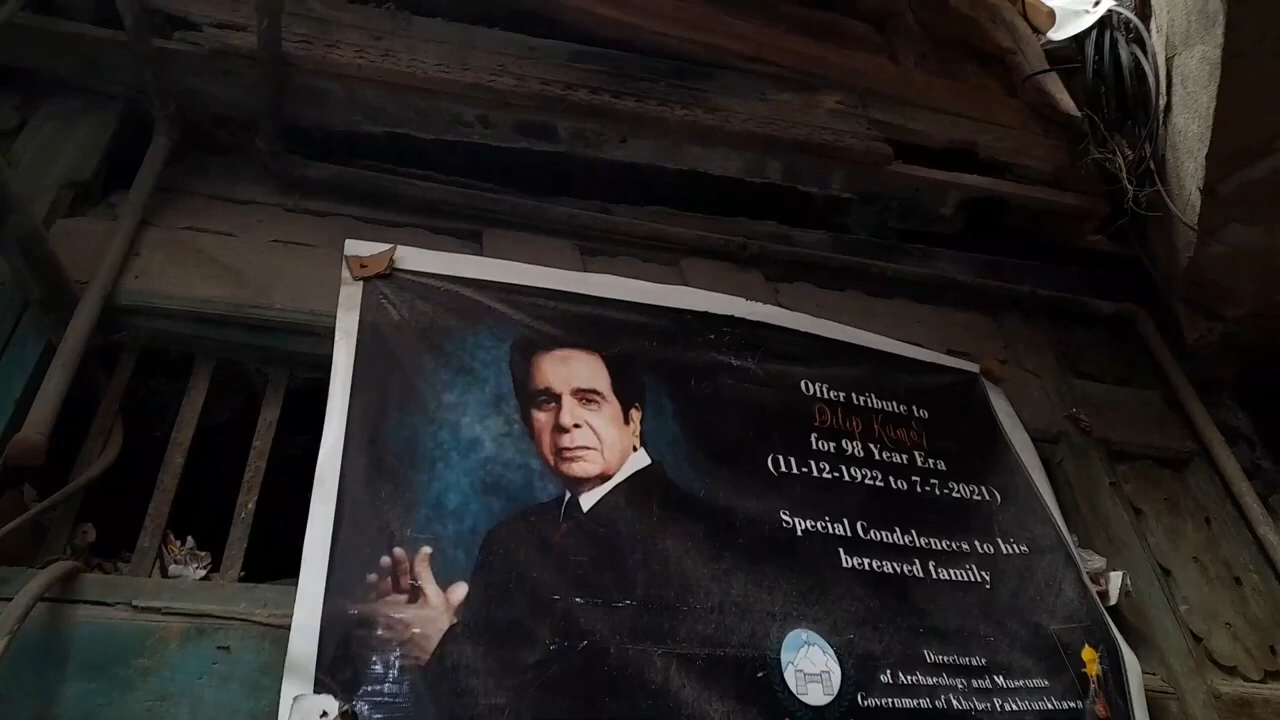 Offer tribute to
Dilip Kumar
for 98 Year Era
(11-12-1922 to 7-7-2021)
Special Condelences to his
bereaved family
Directorate
of Archaeology and Museums
Government of Khyber Pakhtunkhawa